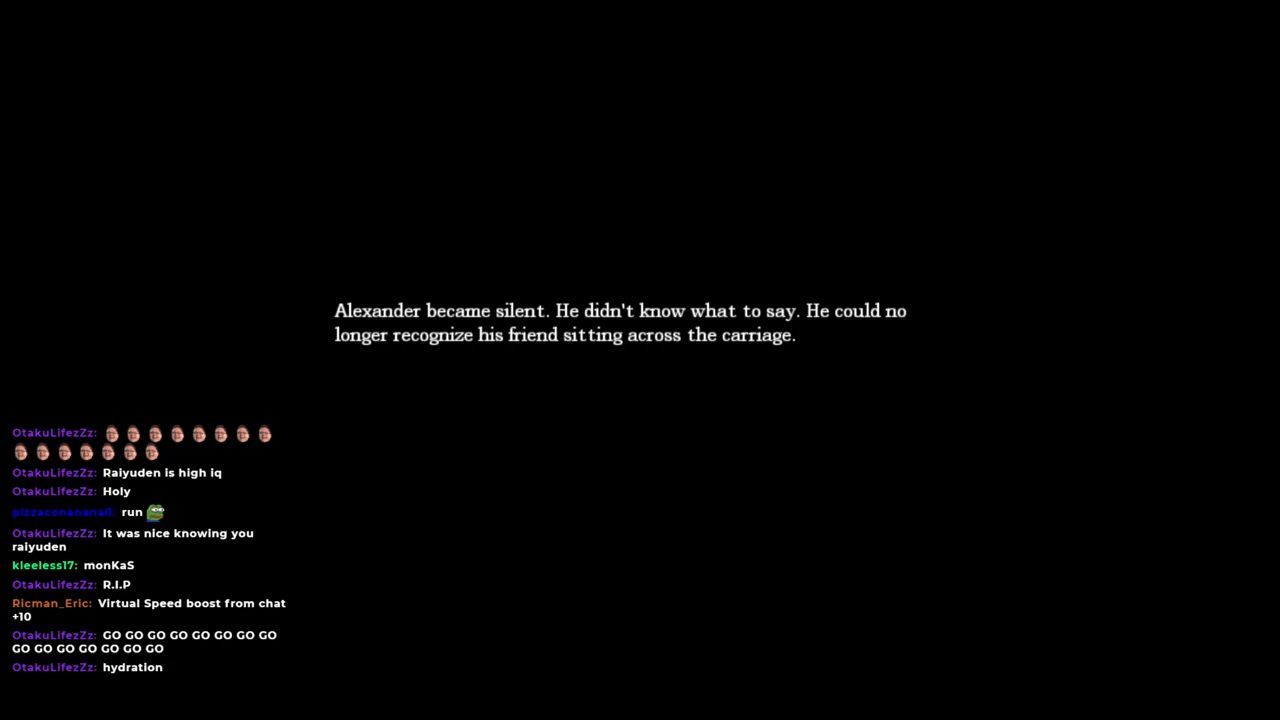 Alexander became silent. He didn't know what to say. He could no
longer recognize his friend sitting across the carriage.
OtakuLifezZz:
OtakuLifezZz: Raiyuden is high iq
OtakuLifezZz: Holy
pizzaconanana0: run
OtakuLifezZz: It was nice knowing you
raiyuden
kleeless17: monKaS
OtakuLifezZz: R.I.P
Ricman_Eric: Virtual Speed boost from chat
+10
OtakuLifezZz: GO GO GO GO GO GO GO GO
GO GO GO GO GO GO GO
OtakuLifezZz: hydration